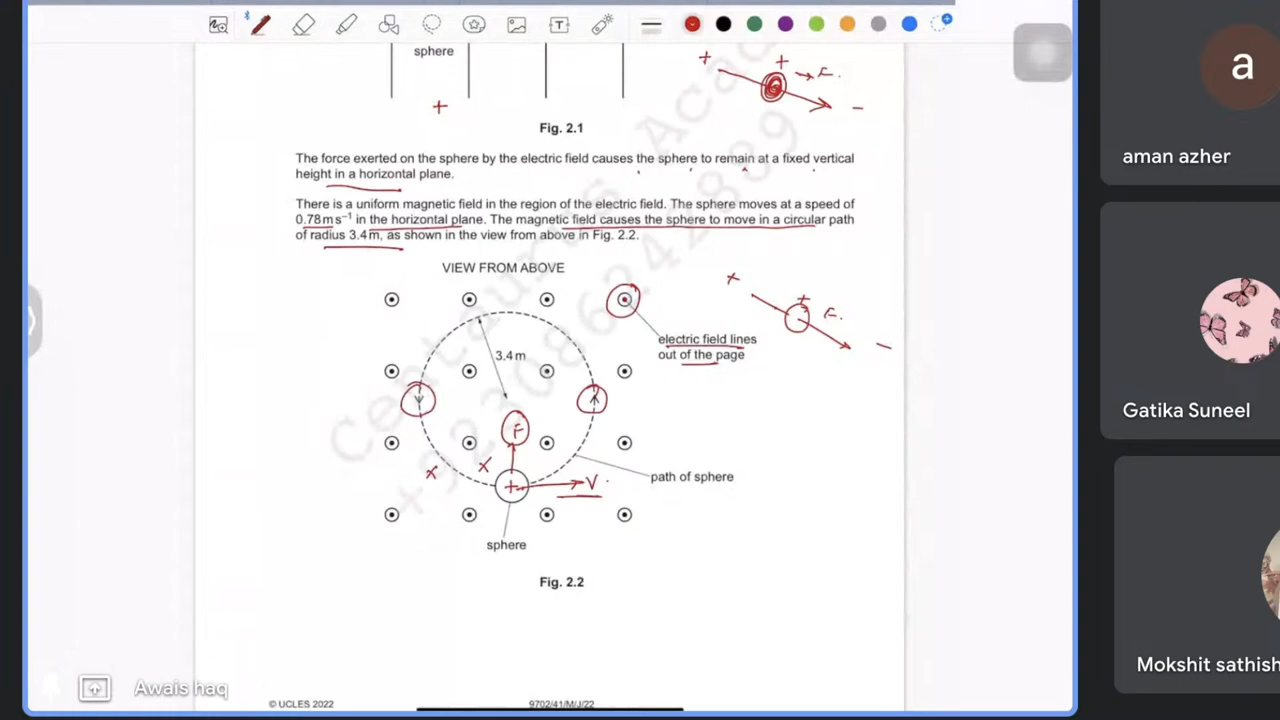 sphere
+
+
+
→ F.
-
Fig. 2.1
The force exerted on the sphere by the electric field causes the sphere to remain at a fixed vertical
height in a horizontal plane.
There is a uniform magnetic field in the region of the electric field. The sphere moves at a speed of
0.78 m s⁻¹ in the horizontal plane. The magnetic field causes the sphere to move in a circular path
of radius 3.4 m, as shown in the view from above in Fig. 2.2.
VIEW FROM ABOVE
+
+
F.
-
electric field lines
out of the page
3.4 m
F
x x
+
V.
path of sphere
sphere
Fig. 2.2
© UCLES 2022
9702/41/M/J/22
Centaurus Acad
+923086242889
T
a
aman azher
Gatika Suneel
Mokshit sathish
Awais haq